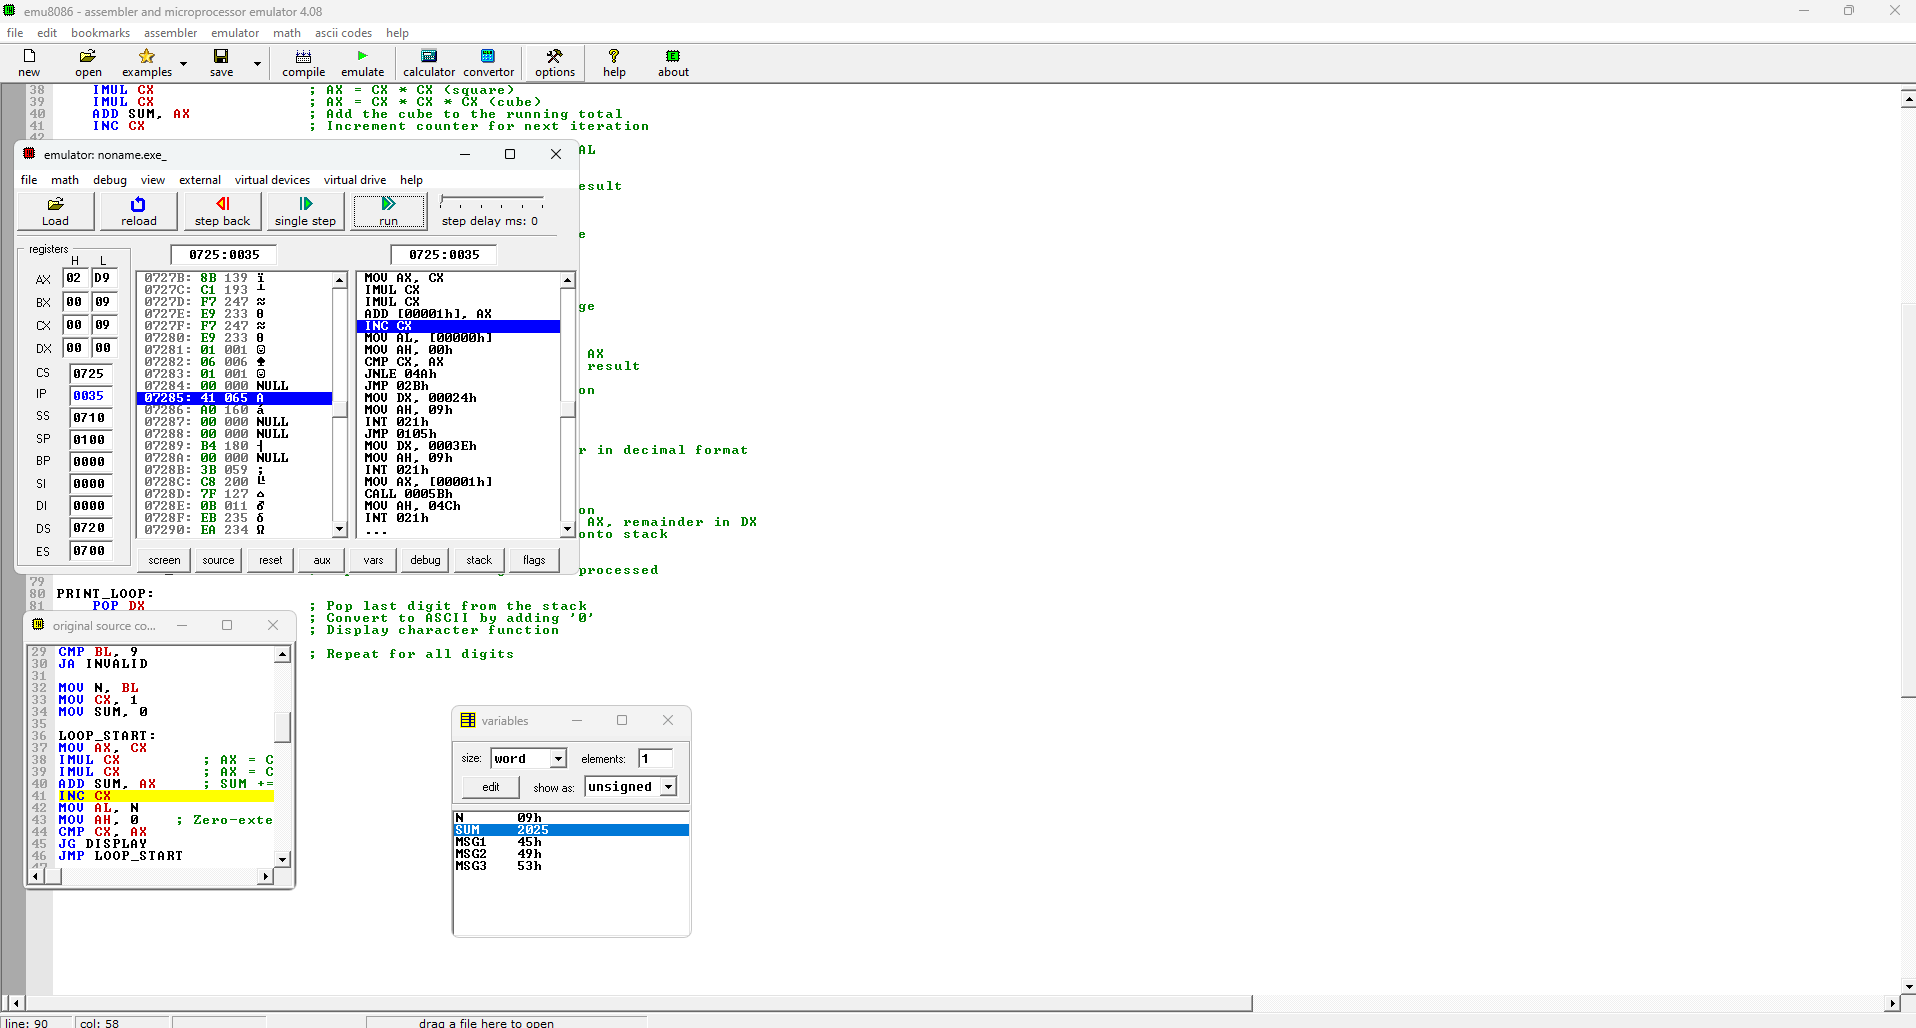 emu8086 - assembler and microprocessor emulator 4.08
file edit bookmarks assembler emulator math ascii codes help
new open examples save compile emulate calculator convertor options help about
38 IMUL CX ; AX = CX * CX (square)
39 IMUL CX ; AX = CX * CX * CX (cube)
40 ADD SUM, AX ; Add the cube to the running total
41 INC CX ; Increment counter for next iteration
42
AL
esult
e
ge
AX
result
on
r in decimal format
on
AX, remainder in DX
onto stack
processed
79
80 PRINT_LOOP:
81 POP DX ; Pop last digit from the stack
; Convert to ASCII by adding '0'
; Display character function
; Repeat for all digits
emulator: noname.exe_
file math debug view external virtual devices virtual drive help
Load reload step back single step run step delay ms: 0
registers
H L
AX 02 D9
BX 00 09
CX 00 09
DX 00 00
CS 0725
IP 0035
SS 0710
SP 0100
BP 0000
SI 0000
DI 0000
DS 0720
ES 0700
0725:0035
0727B: 8B 139 ï
0727C: C1 193 ┴
0727D: F7 247 ≈
0727E: E9 233 θ
0727F: F7 247 ≈
07280: E9 233 θ
07281: 01 001 ☺
07282: 06 006 ♠
07283: 01 001 ☺
07284: 00 000 NULL
07285: 41 065 A
07286: A0 160 á
07287: 00 000 NULL
07288: 00 000 NULL
07289: B4 180 ┤
0728A: 00 000 NULL
0728B: 3B 059 ;
0728C: C8 200 ╚
0728D: 7F 127 ⌂
0728E: 0B 011 ♂
0728F: EB 235 δ
07290: EA 234 Ω
0725:0035
MOV AX, CX
IMUL CX
IMUL CX
ADD [00001h], AX
INC CX
MOV AL, [00000h]
MOV AH, 00h
CMP CX, AX
JNLE 04Ah
JMP 02Bh
MOV DX, 00024h
MOV AH, 09h
INT 021h
JMP 0105h
MOV DX, 0003Eh
MOV AH, 09h
INT 021h
MOV AX, [00001h]
CALL 0005Bh
MOV AH, 04Ch
INT 021h
...
screen source reset aux vars debug stack flags
original source co...
29 CMP BL, 9
30 JA INVALID
31
32 MOV N, BL
33 MOV CX, 1
34 MOV SUM, 0
35
36 LOOP_START:
37 MOV AX, CX
38 IMUL CX ; AX = C
39 IMUL CX ; AX = C
40 ADD SUM, AX ; SUM +=
41 INC CX
42 MOV AL, N
43 MOV AH, 0 ; Zero-exte
44 CMP CX, AX
45 JG DISPLAY
46 JMP LOOP_START
47
variables
size: word elements: 1
edit show as: unsigned
N 09h
SUM 2025
MSG1 45h
MSG2 49h
MSG3 53h
line: 90 col: 58 drag a file here to open